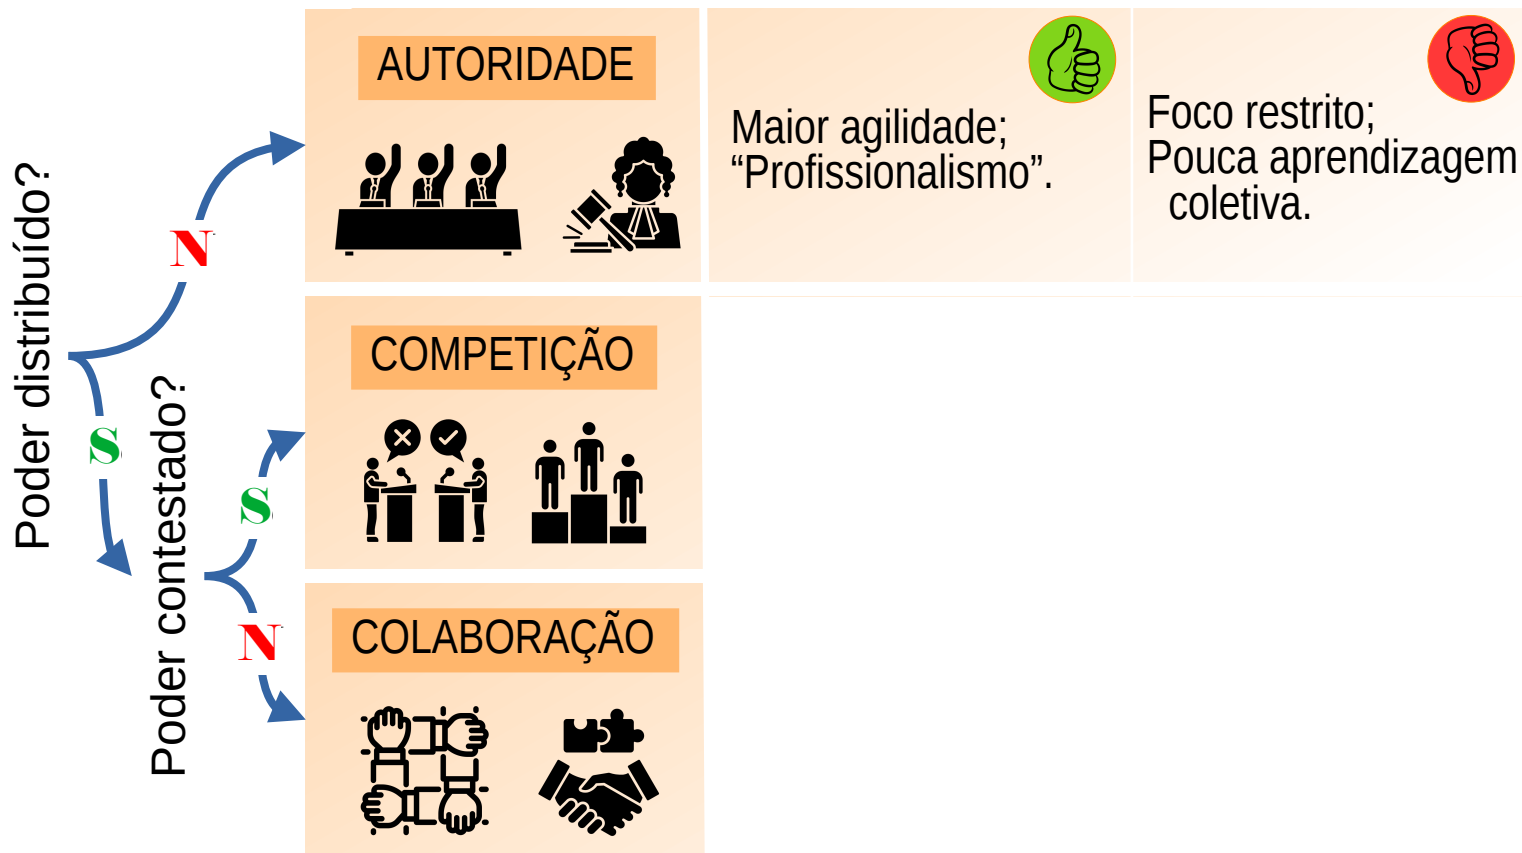 Poder distribuído?
N
S
Poder contestado?
S
N
AUTORIDADE
Maior agilidade;
“Profissionalismo”.
Foco restrito;
Pouca aprendizagem
coletiva.
COMPETIÇÃO
COLABORAÇÃO